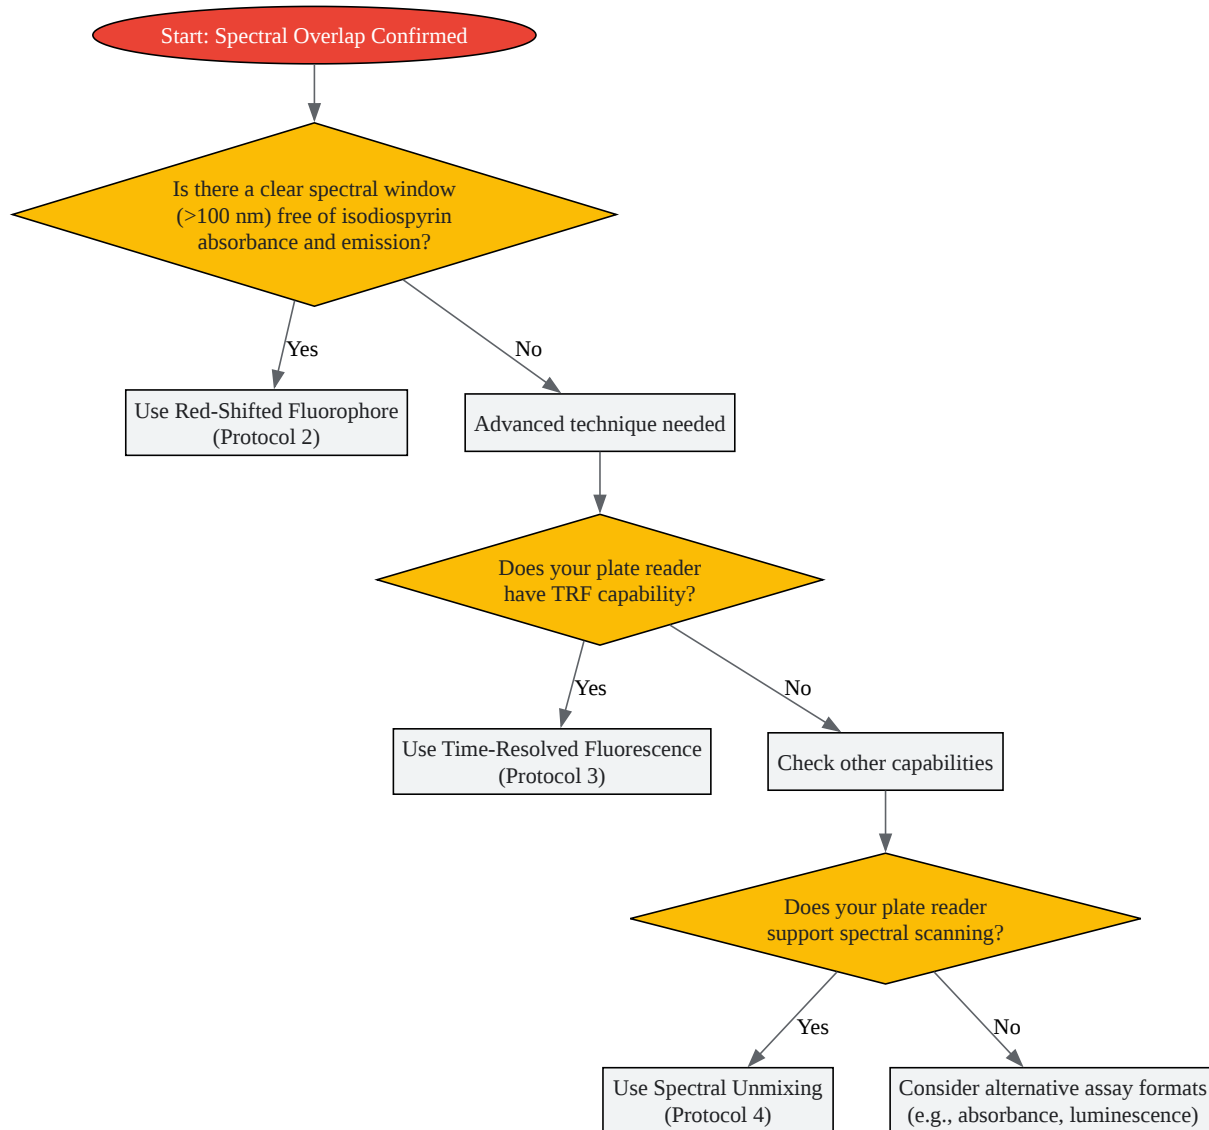 Start: Spectral Overlap Confirmed
Is there a clear spectral window
(>100 nm) free of isodiospyrin
absorbance and emission?
Yes
No
Use Red-Shifted Fluorophore
(Protocol 2)
Advanced technique needed
Does your plate reader
have TRF capability?
Yes
No
Use Time-Resolved Fluorescence
(Protocol 3)
Check other capabilities
Does your plate reader
support spectral scanning?
Yes
No
Use Spectral Unmixing
(Protocol 4)
Consider alternative assay formats
(e.g., absorbance, luminescence)